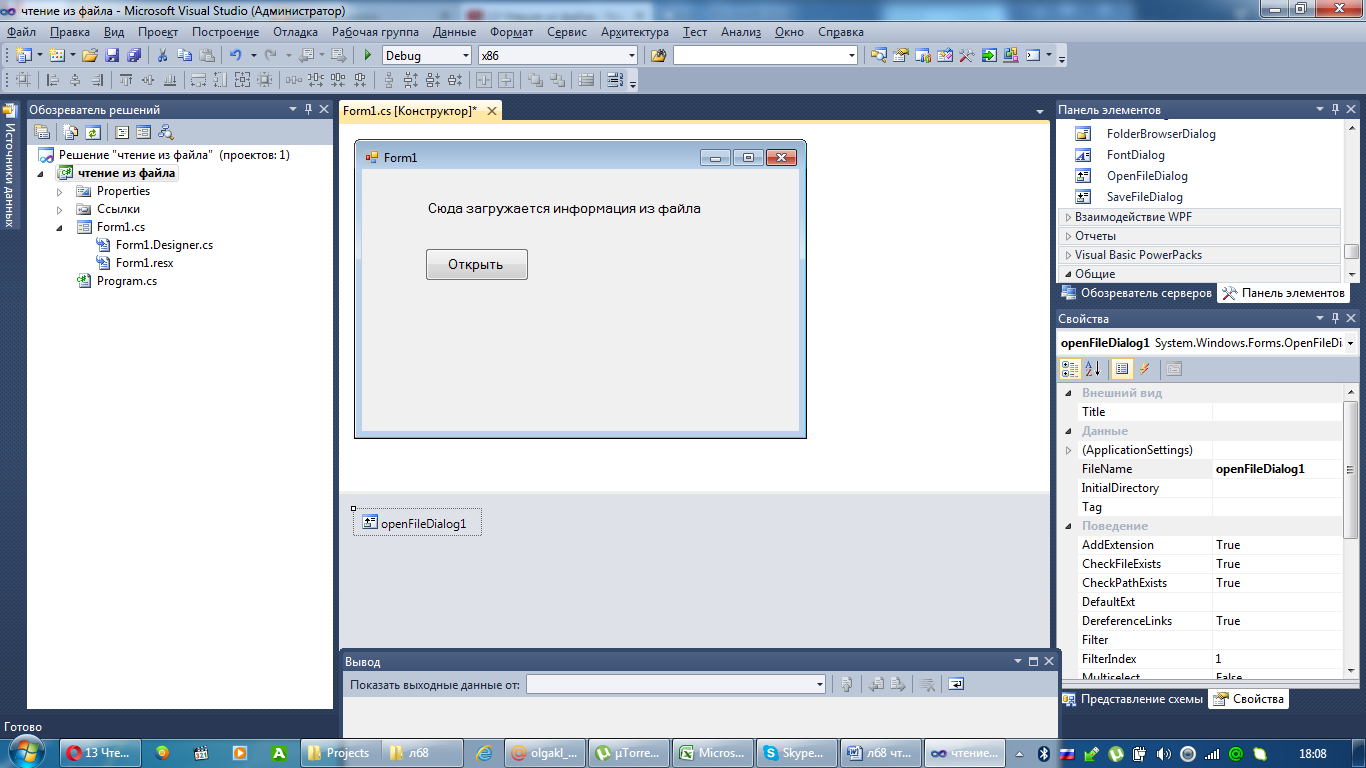 чтение из файла - Microsoft Visual Studio (Администратор)
Файл Правка Вид Проект Построение Отладка Рабочая группа Данные Формат Сервис Архитектура Тест Анализ Окно Справка
Debug x86
Источники данных
Обозреватель решений
Решение "чтение из файла" (проектов: 1)
чтение из файла
Properties
Ссылки
Form1.cs
Form1.Designer.cs
Form1.resx
Program.cs
Form1.cs [Конструктор]*
Form1
Сюда загружается информация из файла
Открыть
openFileDialog1
Вывод
Показать выходные данные от:
Панель элементов
FolderBrowserDialog
FontDialog
OpenFileDialog
SaveFileDialog
Взаимодействие WPF
Отчеты
Visual Basic PowerPacks
Общие
Обозреватель серверов Панель элементов
Свойства
openFileDialog1 System.Windows.Forms.OpenFileDi
Внешний вид
Title
Данные
(ApplicationSettings)
FileName openFileDialog1
InitialDirectory
Tag
Поведение
AddExtension True
CheckFileExists True
CheckPathExists True
DefaultExt
DereferenceLinks True
Filter
FilterIndex 1
Multiselect False
Представление схемы Свойства
Готово
13 Чте... Projects л68 olgakl_... µTorre... Micros... Skype... л68 чт... чтение... 18:08